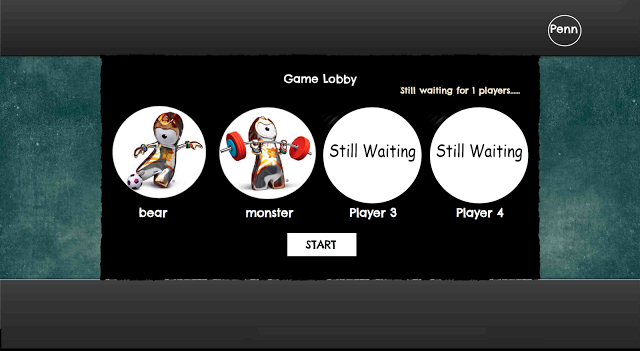 Penn
Game Lobby
Still waiting for 1 players.....
Still Waiting
Still Waiting
bear
monster
Player 3
Player 4
START